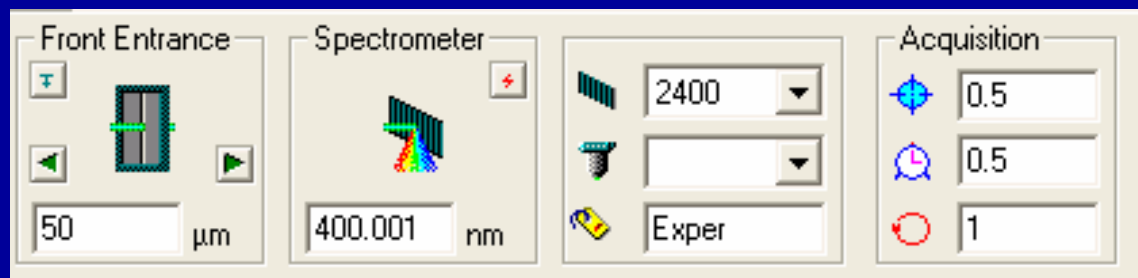 Front Entrance
50 µm
Spectrometer
400.001 nm
2400
Exper
Acquisition
0.5
0.5
1